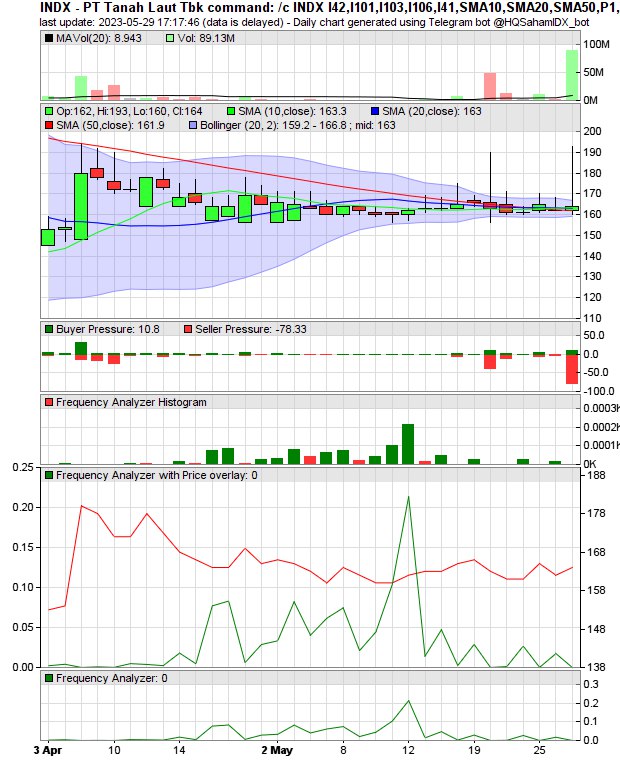 INDX - PT Tanah Laut Tbk command: /c INDX I42,I101,I103,I106,I41,SMA10,SMA20,SMA50,P1,
last update: 2023-05-29 17:17:46 (data is delayed) - Daily chart generated using Telegram bot @HQSahamIDX_bot
MAVol(20): 8.943 Vol: 89.13M
100M
50M
0M
Op:162, Hi:193, Lo:160, Cl:164 SMA (10,close): 163.3 SMA (20,close): 163
SMA (50,close): 161.9 Bollinger (20, 2): 159.2 - 166.8 ; mid: 163
200
190
180
170
160
150
140
130
120
110
Buyer Pressure: 10.8 Seller Pressure: -78.33
50.0
0.0
-50.0
-100.0
Frequency Analyzer Histogram
0.0003K
0.0002K
0.0001K
0K
Frequency Analyzer with Price overlay: 0
0.25
0.20
0.15
0.10
0.05
0.00
188
178
168
158
148
138
Frequency Analyzer: 0
0.3
0.2
0.1
0.0
3 Apr 10 14 2 May 8 12 19 25